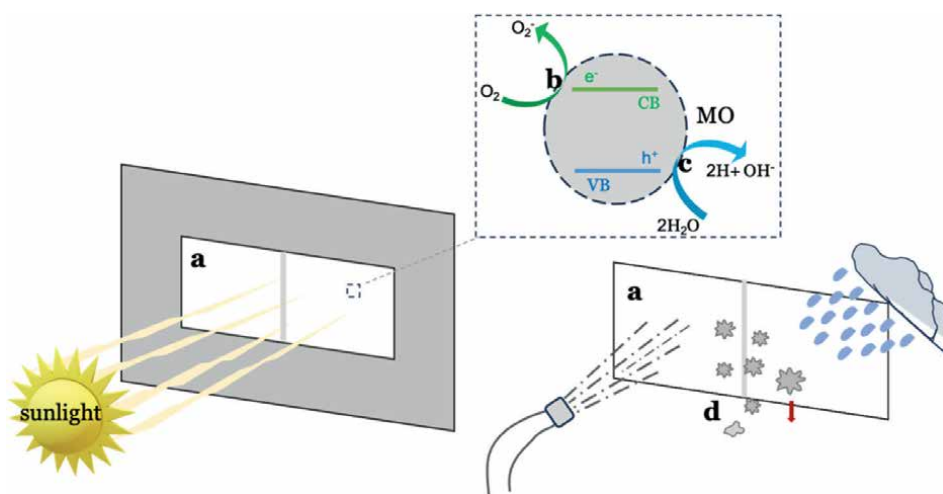 O₂⁻
b
e⁻
O₂
CB
MO
h⁺
c
VB
2H+ OH⁻
2H₂O
a
a
sunlight
d